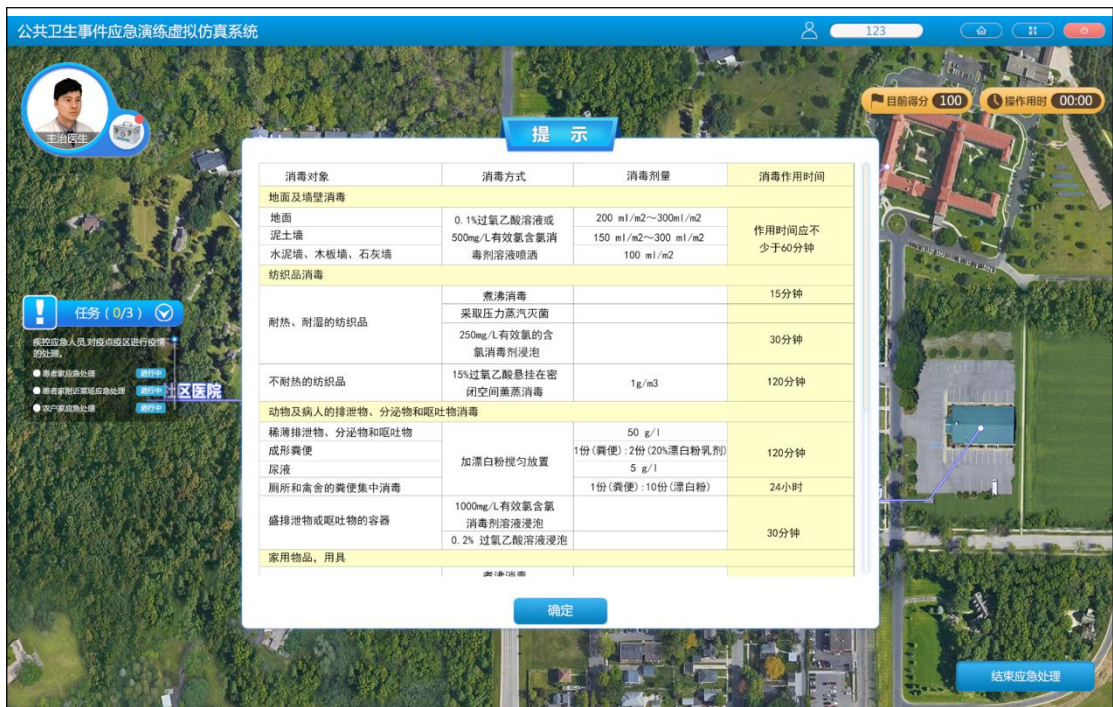 公共卫生事件应急演练虚拟仿真系统
123
主治医生
目前得分 100
操作用时 00:00
提 示
消毒对象 消毒方式 消毒剂量 消毒作用时间
地面及墙壁消毒
地面 200 ml/m2～300ml/m2
泥土墙 150 ml/m2～300 ml/m2
水泥墙、木板墙、石灰墙 100 ml/m2
0.1%过氧乙酸溶液或
500mg/L有效氯含氯消
毒剂溶液喷洒
作用时间应不
少于60分钟
纺织品消毒
耐热、耐湿的纺织品
煮沸消毒 15分钟
采取压力蒸汽灭菌
250mg/L有效氯的含
氯消毒剂浸泡
30分钟
不耐热的纺织品
15%过氧乙酸悬挂在密
闭空间薰蒸消毒
1g/m3
120分钟
动物及病人的排泄物、分泌物和呕吐物消毒
稀薄排泄物、分泌物和呕吐物 50 g/l
成形粪便 1份(粪便):2份(20%漂白粉乳剂)
尿液 5 g/l
加漂白粉搅匀放置
120分钟
厕所和禽舍的粪便集中消毒 1份(粪便):10份(漂白粉) 24小时
盛排泄物或呕吐物的容器
1000mg/L有效氯含氯
消毒剂溶液浸泡
0.2% 过氧乙酸溶液浸泡
30分钟
家用物品，用具
煮沸消毒
确定
任务 ( 0/3 )
疾控应急人员,对疫点疫区进行疫情
的处理。
患者家应急处理 进行中
患者家附近菜场应急处理 进行中
农户家应急处理 进行中
区医院
结束应急处理